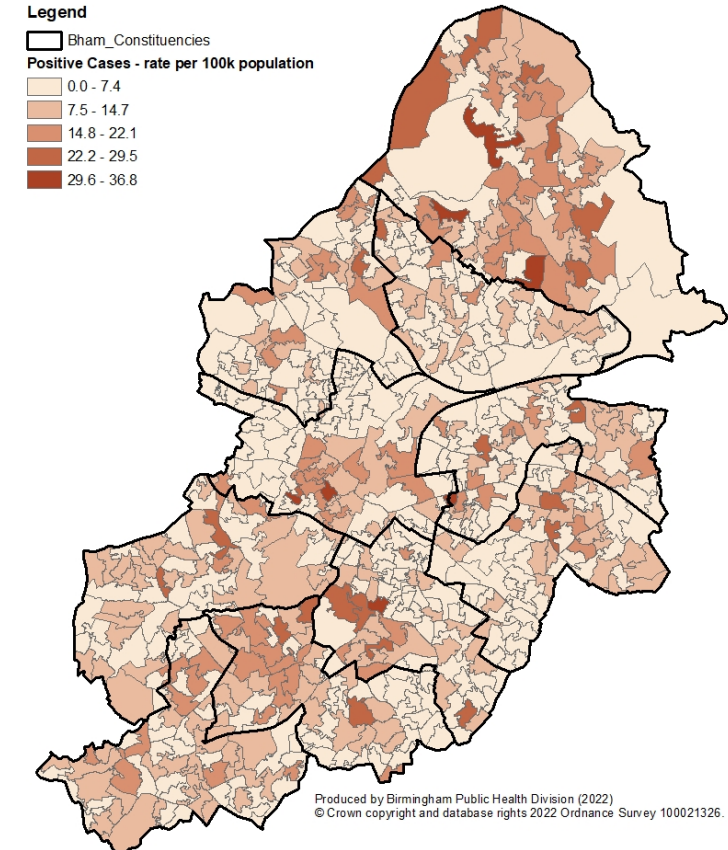 Legend
Bham_Constituencies
Positive Cases - rate per 100k population
0.0 - 7.4
7.5 - 14.7
14.8 - 22.1
22.2 - 29.5
29.6 - 36.8
Produced by Birmingham Public Health Division (2022)
© Crown copyright and database rights 2022 Ordnance Survey 100021326.